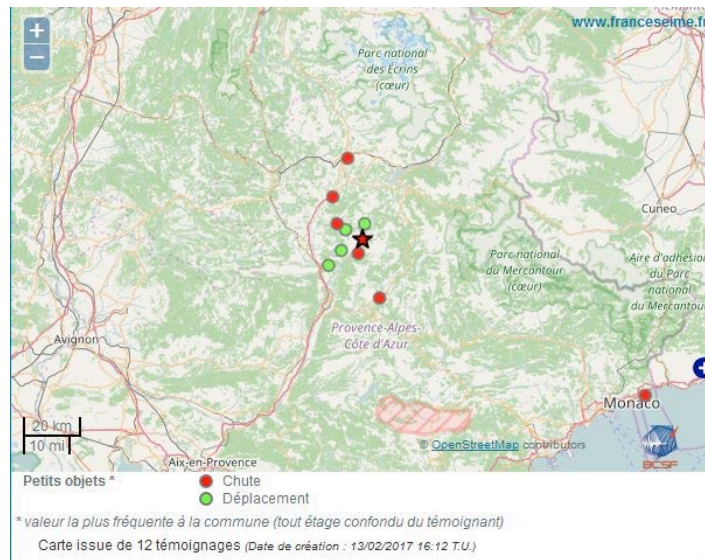 www.franceseime.fr
+
−
Parc national
des Écrins
(cœur)
Cuneo
Parc national
du Mercantour
(cœur)
Aire d'adhésion
du Parc
national
du Mercantour
Avignon
Provence-Alpes-
Côte d'Azur
Monaco
20 km
10 mi
© OpenStreetMap contributors
BCSF
Aix-en-Provence
Petits objets *
Chute
Déplacement
* valeur la plus fréquente à la commune (tout étage confondu du témoignant)
Carte issue de 12 témoignages (Date de création : 13/02/2017 16:12 T.U.)